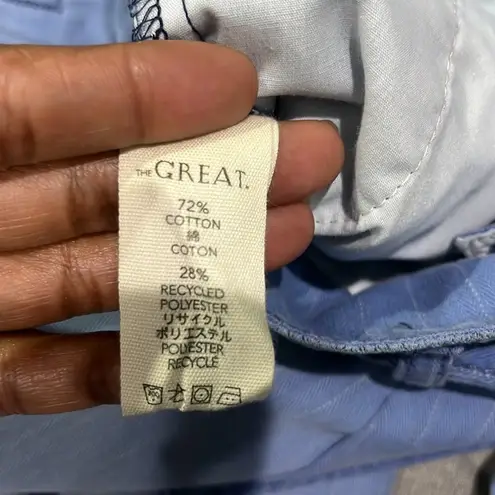 THE GREAT.
72%
COTTON
綿
COTON
28%
RECYCLED
POLYESTER
リサイクル
ポリエステル
POLYESTER
RECYCLE